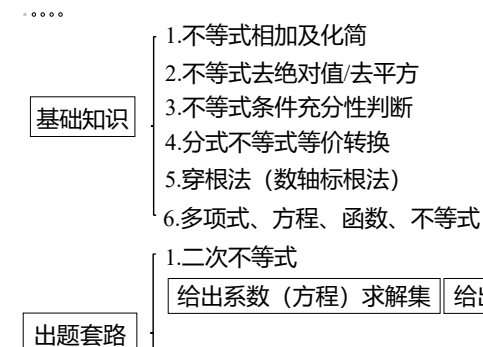 1.不等式相加及化简
2.不等式去绝对值/去平方
基础知识
3.不等式条件充分性判断
4.分式不等式等价转换
5.穿根法（数轴标根法）
6.多项式、方程、函数、不等式
1.二次不等式
给出系数（方程）求解集
出题套路